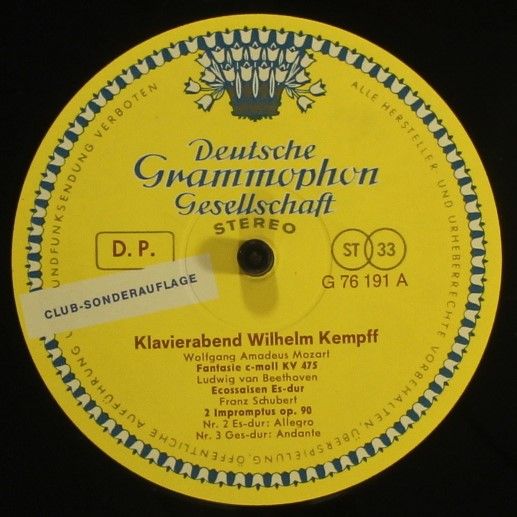 Deutsche
Grammophon
Gesellschaft
STEREO
D. P.
ST 33
G 76 191 A
CLUB-SONDERAUFLAGE
Klavierabend Wilhelm Kempff
Wolfgang Amadeus Mozart
Fantasie c-moll KV 475
Ludwig van Beethoven
Ecossaisen Es-dur
Franz Schubert
2 Impromptus op. 90
Nr. 2 Es-dur: Allegro
Nr. 3 Ges-dur: Andante
ALLE HERSTELLER- UND URHEBERRECHTE VORBEHALTEN, ÜBERSPIELUNG, ÖFFENTLICHE AUFFÜHRUNG U RUNDFUNKSENDUNG VERBOTEN